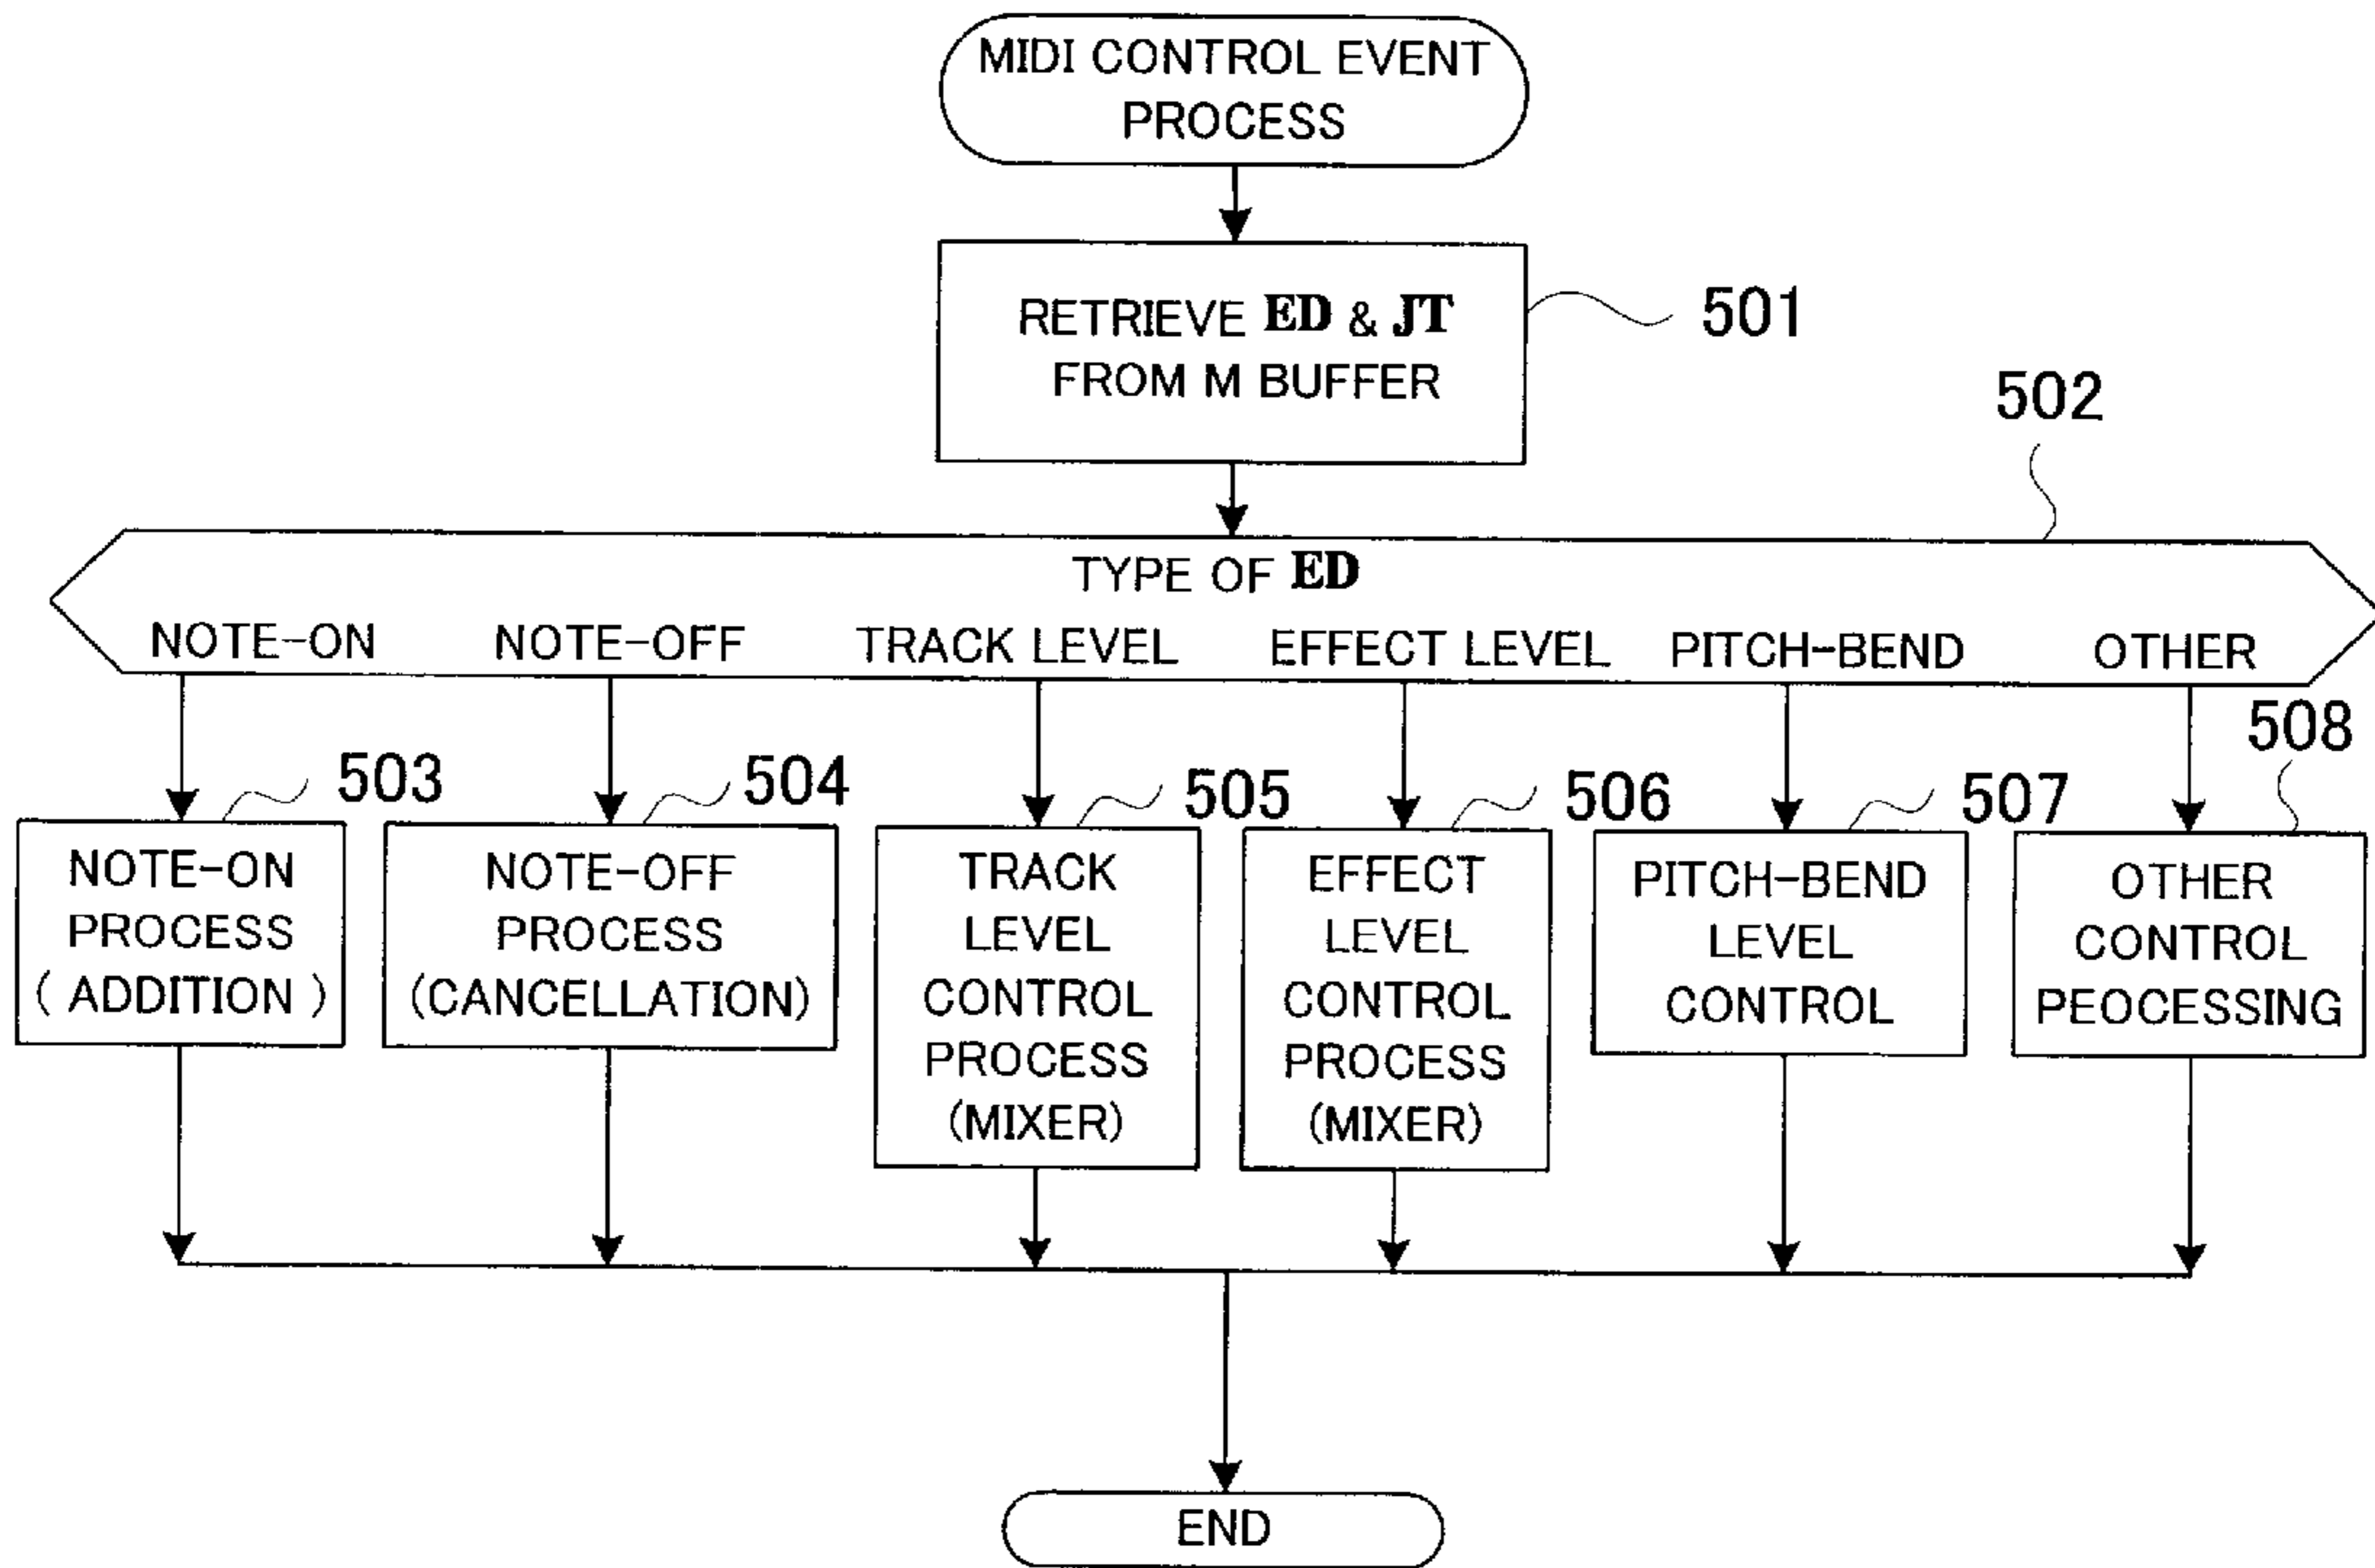 MIDI CONTROL EVENT
PROCESS
RETRIEVE ED & JT
FROM M BUFFER
501
502
TYPE OF ED
NOTE-ON
NOTE-OFF
TRACK LEVEL
EFFECT LEVEL
PITCH-BEND
OTHER
503
NOTE-ON
PROCESS
( ADDITION )
504
NOTE-OFF
PROCESS
(CANCELLATION)
505
TRACK
LEVEL
CONTROL
PROCESS
(MIXER)
506
EFFECT
LEVEL
CONTROL
PROCESS
(MIXER)
507
PITCH-BEND
LEVEL
CONTROL
508
OTHER
CONTROL
PEOCESSING
END